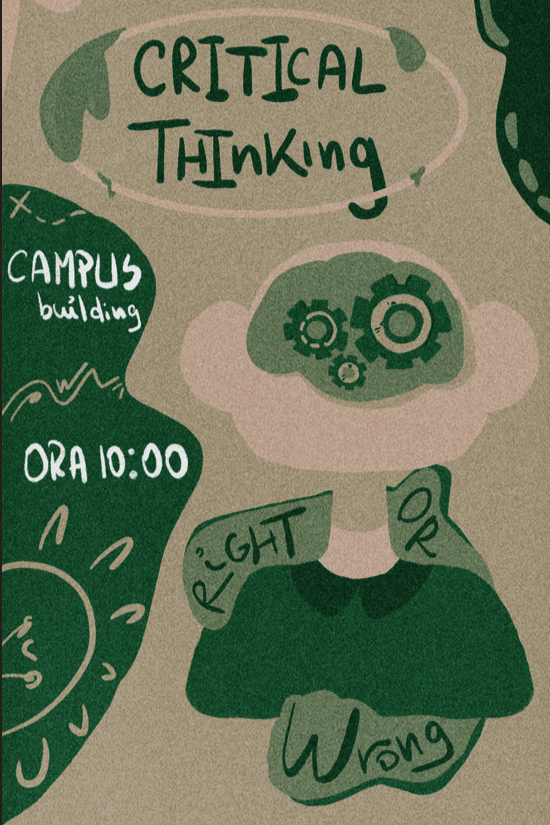 CRITICAL
THInKing
CAMPUS
building
ORA 10:00
RiGHT
OR
Wrong